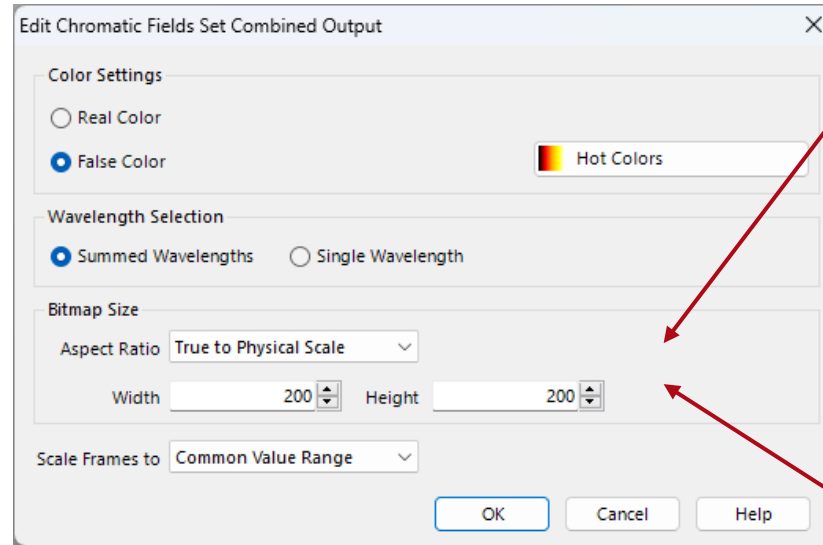 Edit Chromatic Fields Set Combined Output
Color Settings
Real Color
False Color
Hot Colors
Wavelength Selection
Summed Wavelengths Single Wavelength
Bitmap Size
Aspect Ratio True to Physical Scale
Width 200 Height 200
Scale Frames to Common Value Range
OK Cancel Help